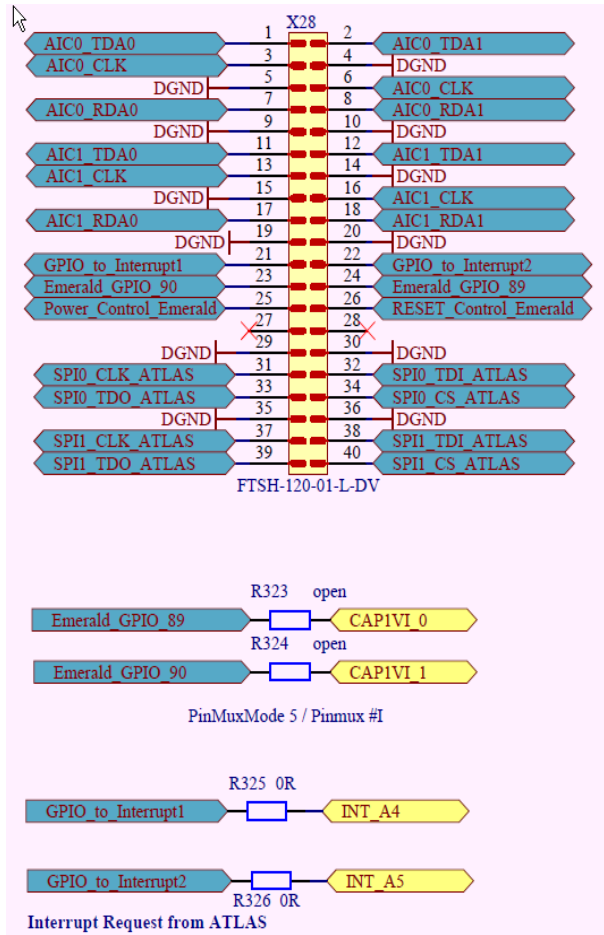 X28
1 2
AIC0_TDA0 AIC0_TDA1
3 4
AIC0_CLK DGND
5 6
DGND AIC0_CLK
7 8
AIC0_RDA0 AIC0_RDA1
9 10
DGND DGND
11 12
AIC1_TDA0 AIC1_TDA1
13 14
AIC1_CLK DGND
15 16
DGND AIC1_CLK
17 18
AIC1_RDA0 AIC1_RDA1
19 20
DGND DGND
21 22
GPIO_to_Interrupt1 GPIO_to_Interrupt2
23 24
Emerald_GPIO_90 Emerald_GPIO_89
25 26
Power_Control_Emerald RESET_Control_Emerald
27 28
29 30
DGND DGND
31 32
SPI0_CLK_ATLAS SPI0_TDI_ATLAS
33 34
SPI0_TDO_ATLAS SPI0_CS_ATLAS
35 36
DGND DGND
37 38
SPI1_CLK_ATLAS SPI1_TDI_ATLAS
39 40
SPI1_TDO_ATLAS SPI1_CS_ATLAS
FTSH-120-01-L-DV
R323 open
Emerald_GPIO_89 CAP1VI_0
R324 open
Emerald_GPIO_90 CAP1VI_1
PinMuxMode 5 / Pinmux #I
R325 0R
GPIO_to_Interrupt1 INT_A4
GPIO_to_Interrupt2 INT_A5
R326 0R
Interrupt Request from ATLAS